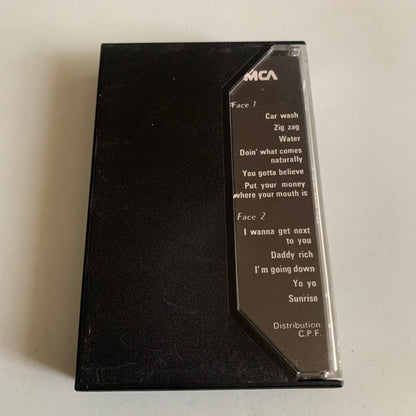 MCA
Face 1
Car wash
Zig zag
Water
Doin' what comes
naturally
You gotta believe
Put your money
where your mouth is
Face 2
I wanna get next
to you
Daddy rich
I'm going down
Yo yo
Sunrise
Distribution
C.P.F.